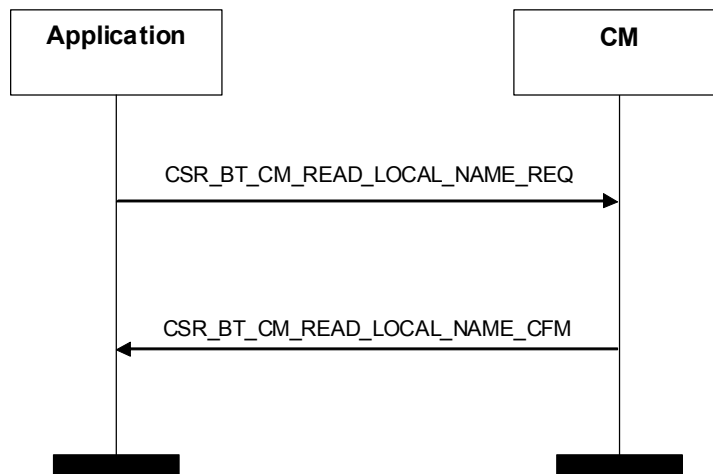 Application
CM
CSR_BT_CM_READ_LOCAL_NAME_REQ
CSR_BT_CM_READ_LOCAL_NAME_CFM